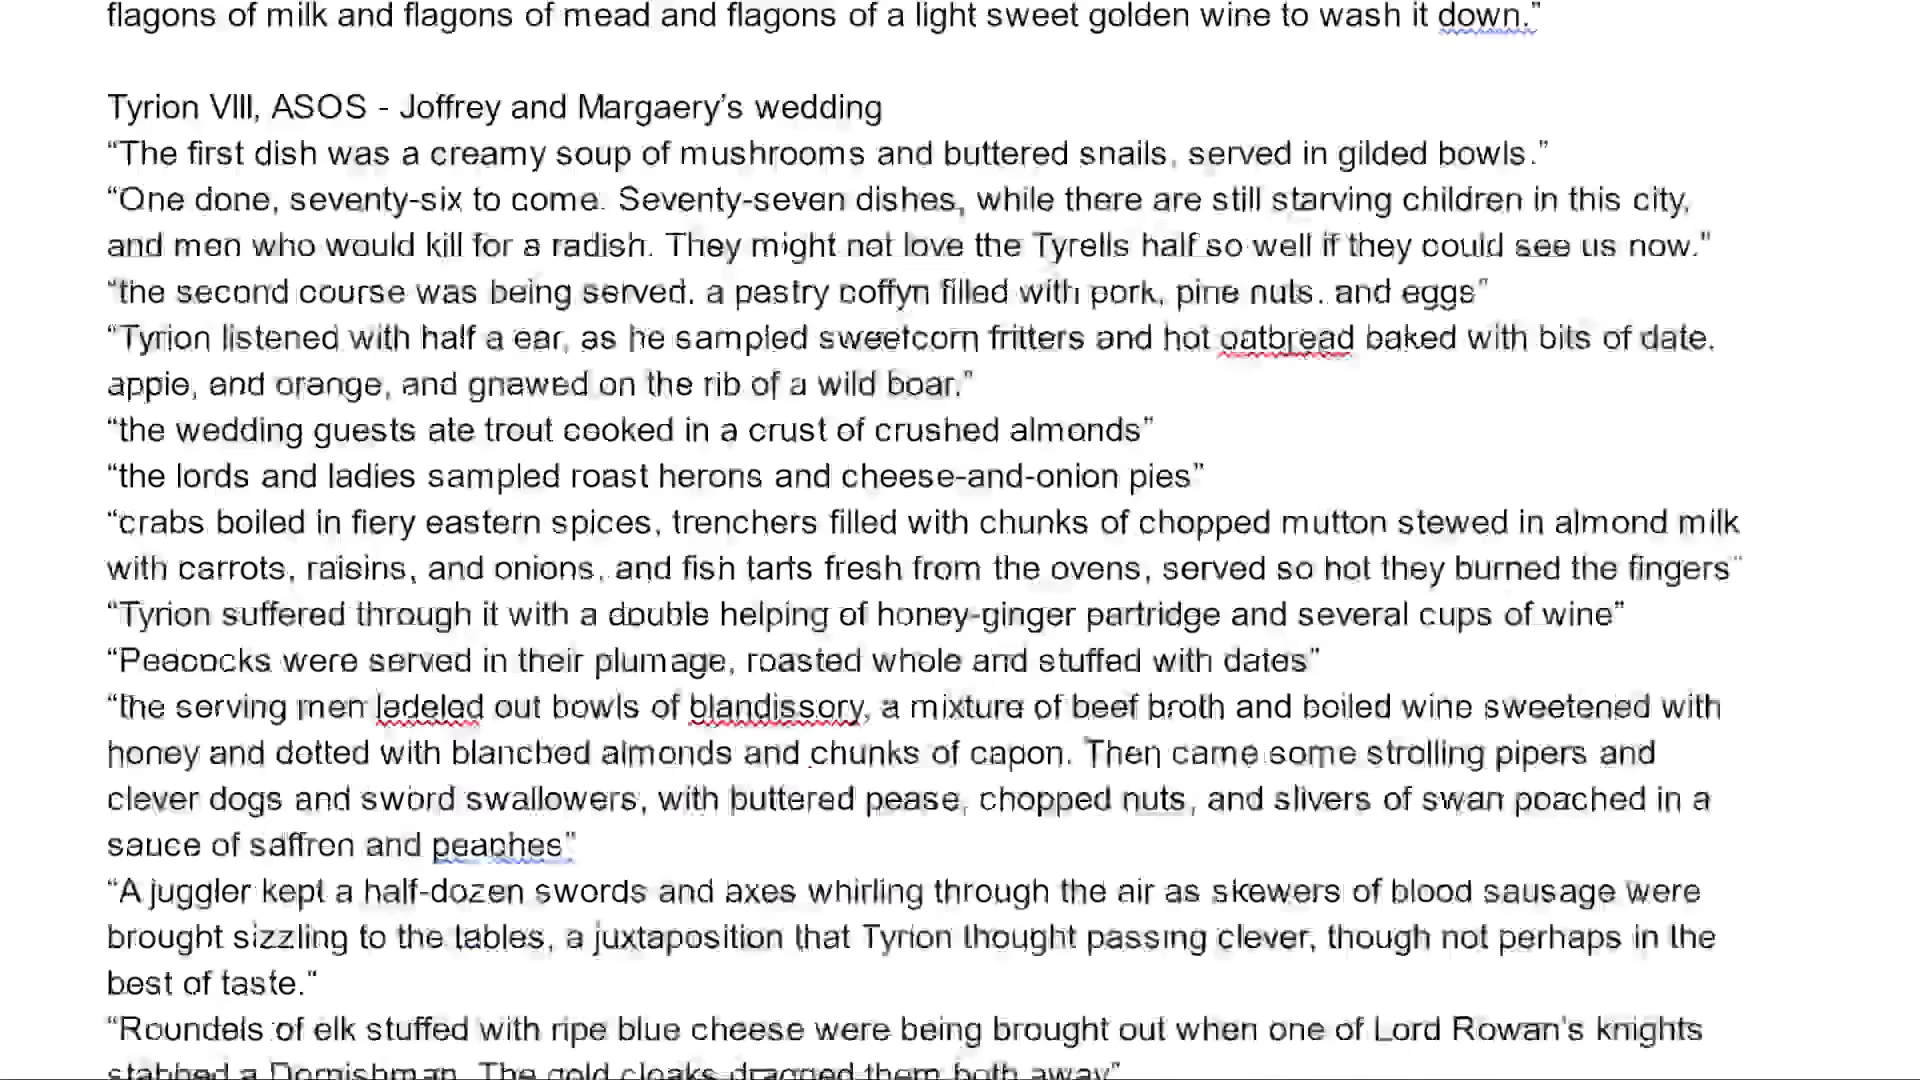 flagons of milk and flagons of mead and flagons of a light sweet golden wine to wash it down.”
Tyrion VIII, ASOS - Joffrey and Margaery’s wedding
“The first dish was a creamy soup of mushrooms and buttered snails, served in gilded bowls.”
“One done, seventy-six to come. Seventy-seven dishes, while there are still starving children in this city,
and men who would kill for a radish. They might not love the Tyrells half so well if they could see us now.”
“the second course was being served, a pastry coffyn filled with pork, pine nuts, and eggs”
“Tyrion listened with half a ear, as he sampled sweetcorn fritters and hot oatbread baked with bits of date,
apple, and orange, and gnawed on the rib of a wild boar.”
“the wedding guests ate trout cooked in a crust of crushed almonds”
“the lords and ladies sampled roast herons and cheese-and-onion pies”
“crabs boiled in fiery eastern spices, trenchers filled with chunks of chopped mutton stewed in almond milk
with carrots, raisins, and onions, and fish tarts fresh from the ovens, served so hot they burned the fingers”
“Tyrion suffered through it with a double helping of honey-ginger partridge and several cups of wine”
“Peacocks were served in their plumage, roasted whole and stuffed with dates”
“the serving men ladeled out bowls of blandissory, a mixture of beef broth and boiled wine sweetened with
honey and dotted with blanched almonds and chunks of capon. Then came some strolling pipers and
clever dogs and sword swallowers, with buttered pease, chopped nuts, and slivers of swan poached in a
sauce of saffron and peaches”
“A juggler kept a half-dozen swords and axes whirling through the air as skewers of blood sausage were
brought sizzling to the tables, a juxtaposition that Tyrion thought passing clever, though not perhaps in the
best of taste.“
“Roundels of elk stuffed with ripe blue cheese were being brought out when one of Lord Rowan’s knights
stabbed a Dornishman. The gold cloaks dragged them both away”